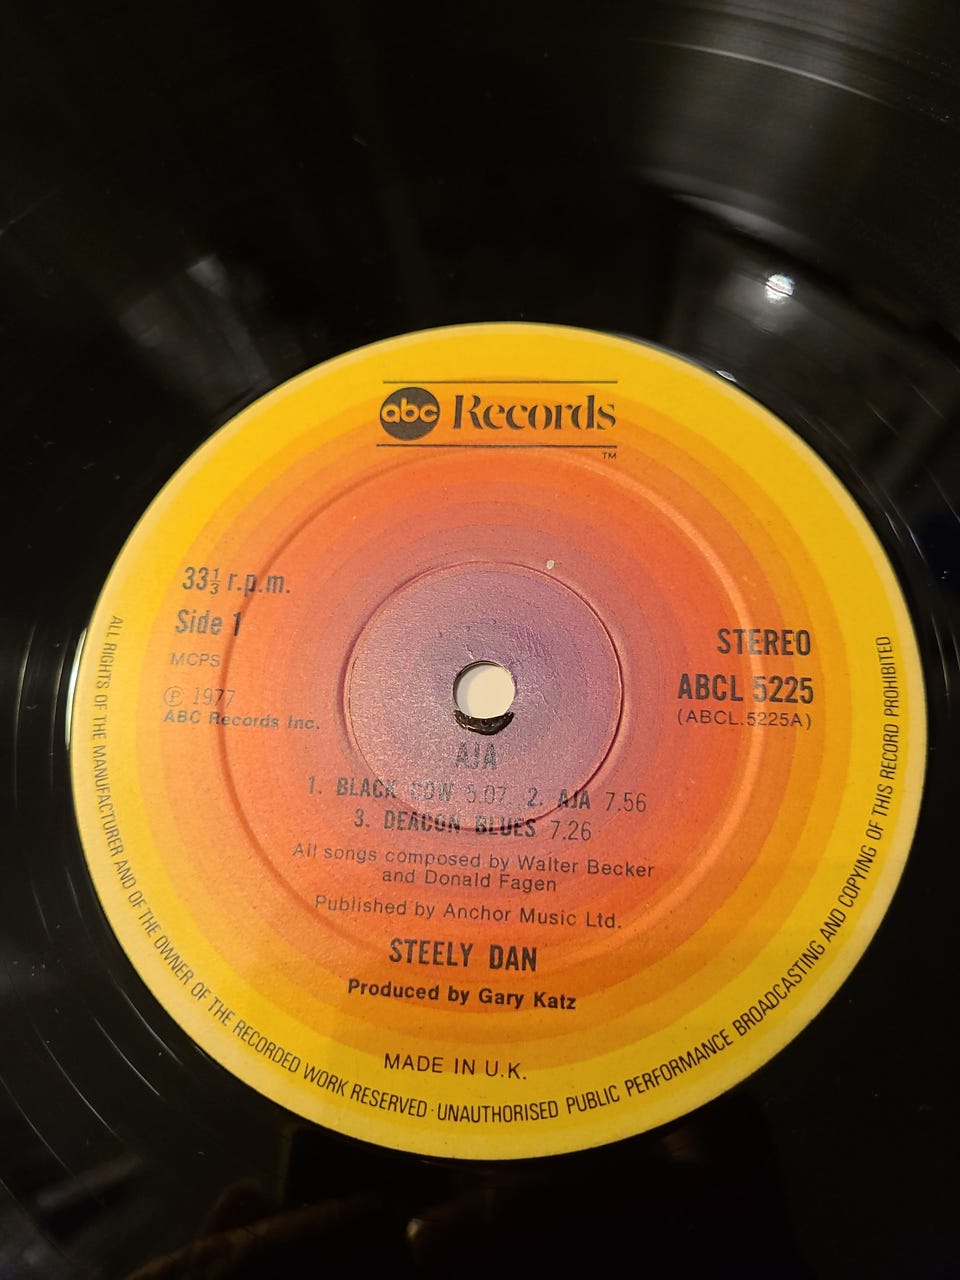 abc Records
TM
33⅓ r.p.m.
Side 1
MCPS
Ⓟ 1977
ABC Records Inc.
STEREO
ABCL 5225
(ABCL.5225A)
AJA
1. BLACK COW 5.07. 2. AJA 7.56
3. DEACON BLUES 7.26
All songs composed by Walter Becker
and Donald Fagen
Published by Anchor Music Ltd.
STEELY DAN
Produced by Gary Katz
MADE IN U.K.
ALL RIGHTS OF THE MANUFACTURER AND OF THE OWNER OF THE RECORDED WORK RESERVED · UNAUTHORISED PUBLIC PERFORMANCE BROADCASTING AND COPYING OF THIS RECORD PROHIBITED